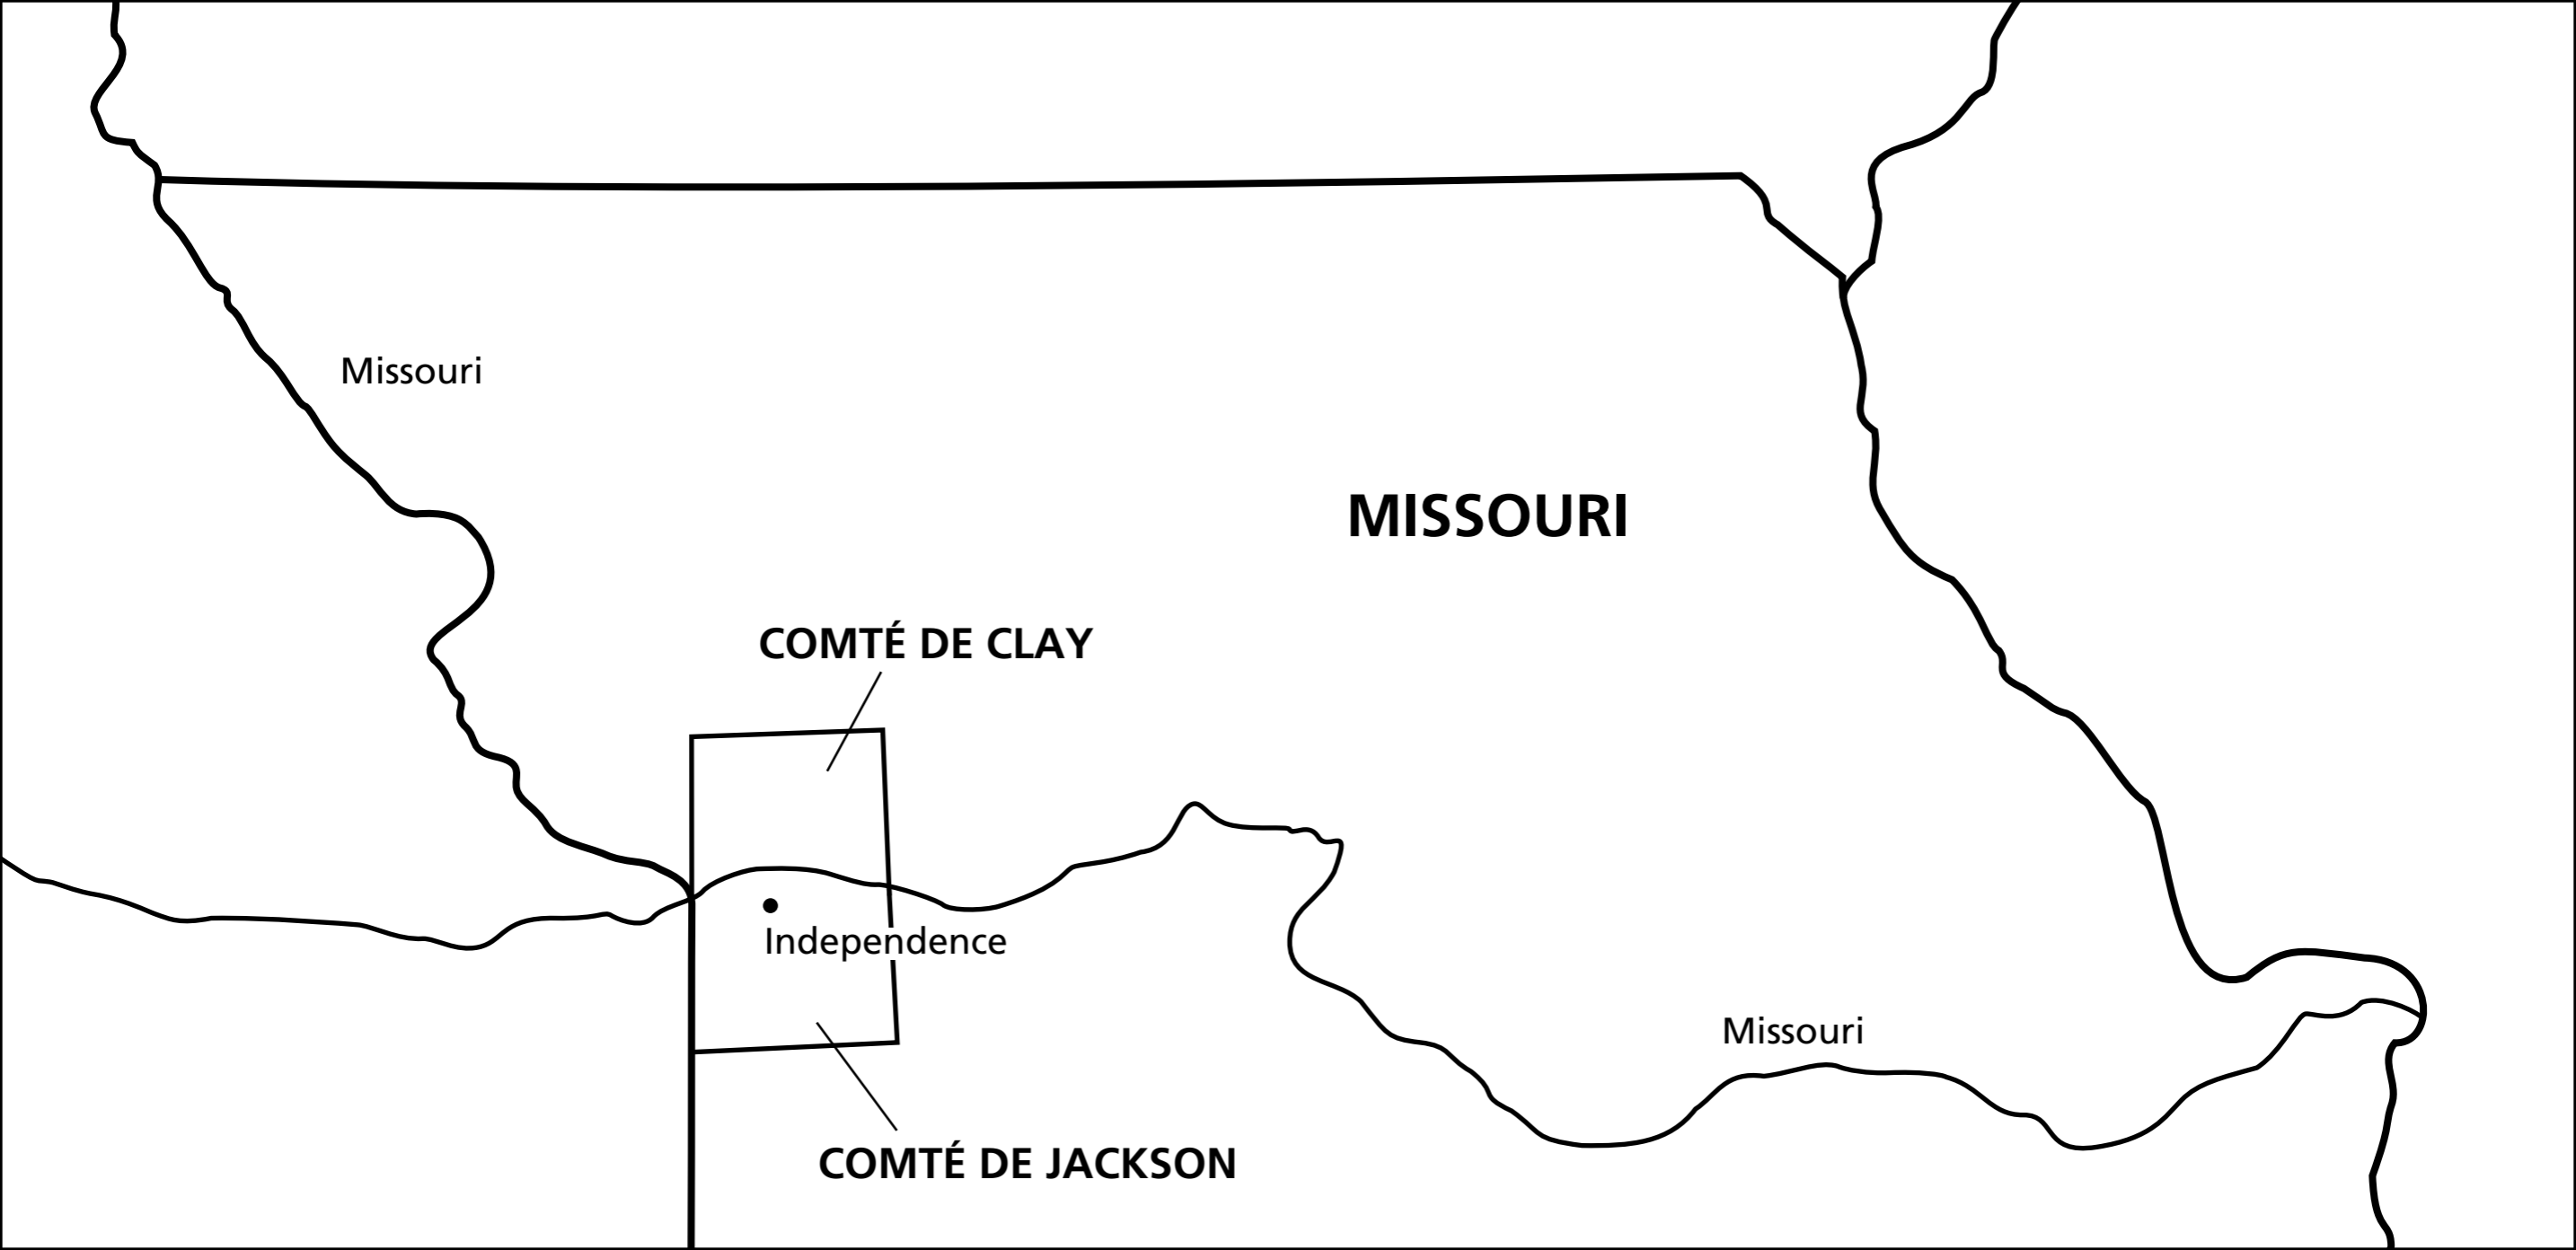 Missouri
MISSOURI
COMTÉ DE CLAY
Independence
Missouri
COMTÉ DE JACKSON